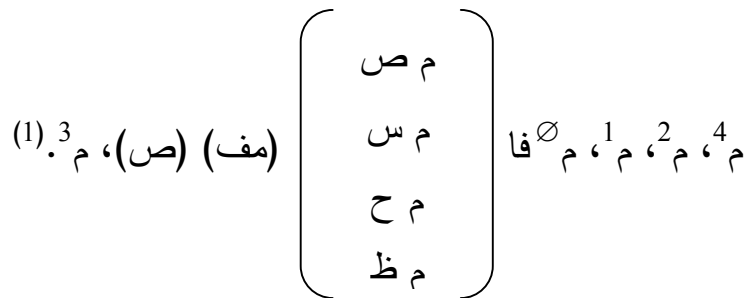 م ص
م⁴، م²، م¹، م∅ فا م س (مف) (ص)، م³.(1)
م ح
م ظ